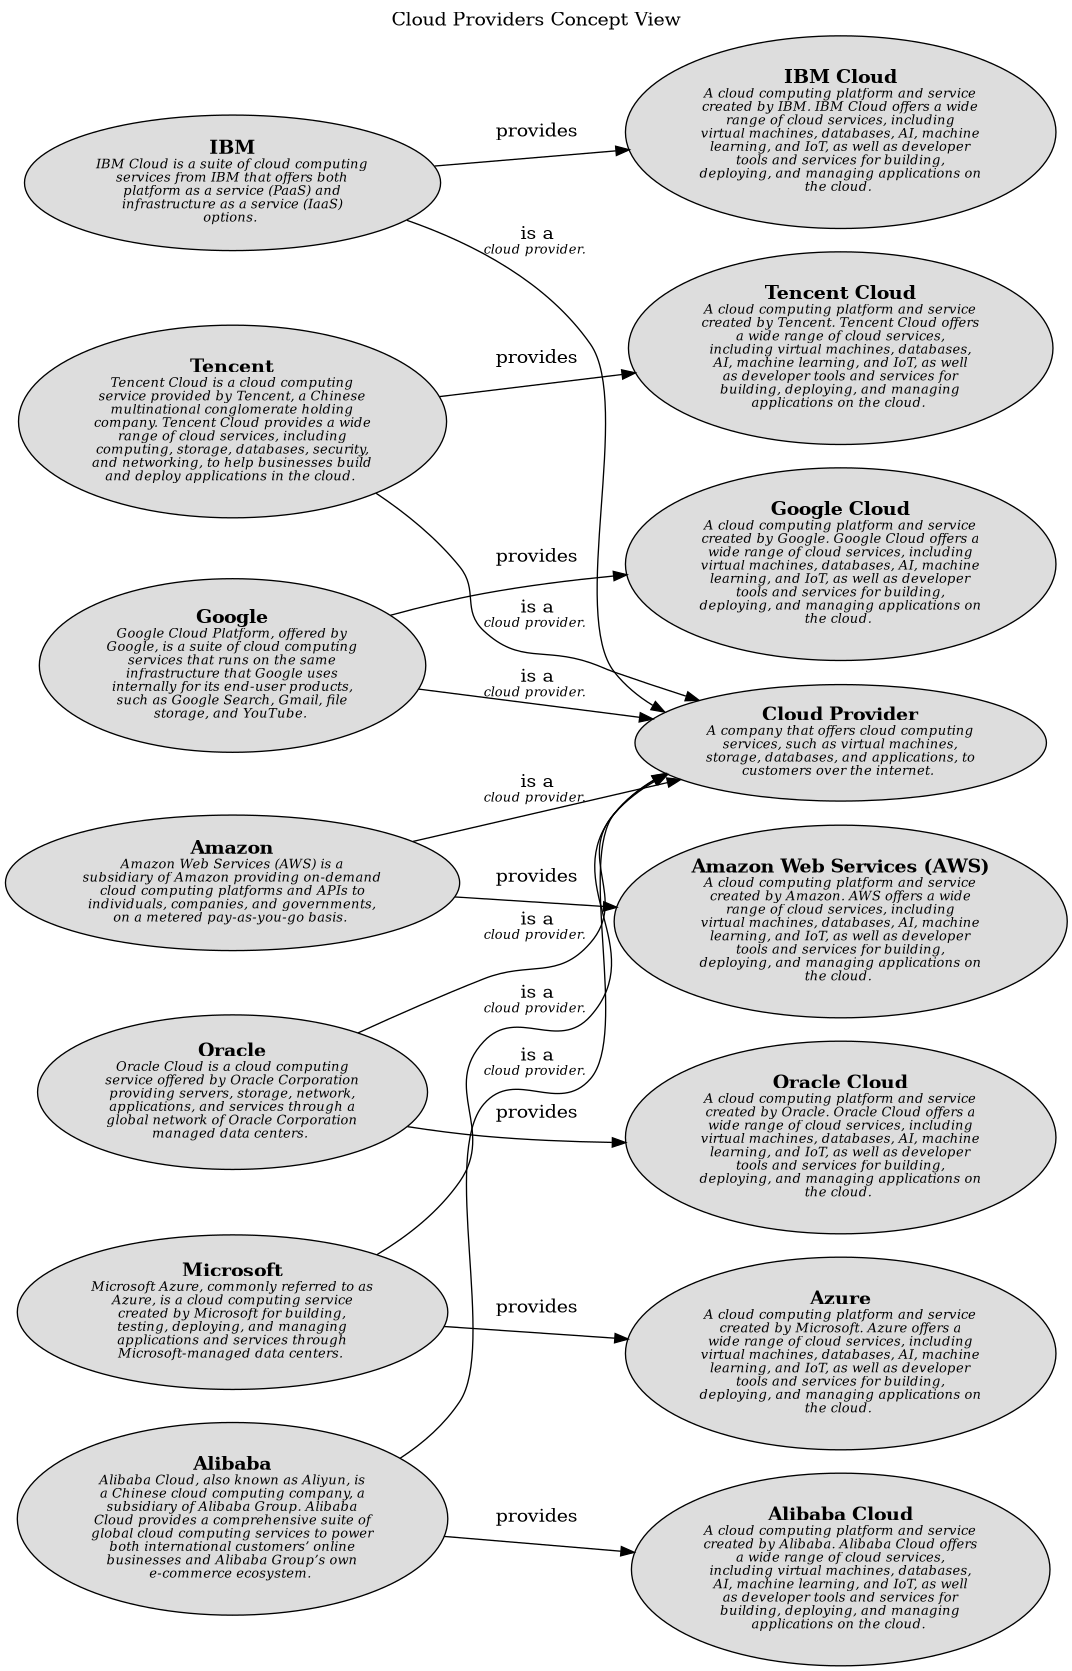 Cloud Providers Concept View
IBM Cloud
A cloud computing platform and service
created by IBM. IBM Cloud offers a wide
range of cloud services, including
virtual machines, databases, AI, machine
learning, and IoT, as well as developer
tools and services for building,
deploying, and managing applications on
the cloud.
provides
IBM
IBM Cloud is a suite of cloud computing
services from IBM that offers both
platform as a service (PaaS) and
infrastructure as a service (IaaS)
options.
is a
cloud provider.
Tencent Cloud
A cloud computing platform and service
created by Tencent. Tencent Cloud offers
a wide range of cloud services,
including virtual machines, databases,
AI, machine learning, and IoT, as well
as developer tools and services for
building, deploying, and managing
applications on the cloud.
provides
Tencent
Tencent Cloud is a cloud computing
service provided by Tencent, a Chinese
multinational conglomerate holding
company. Tencent Cloud provides a wide
range of cloud services, including
computing, storage, databases, security,
and networking, to help businesses build
and deploy applications in the cloud.
Google Cloud
A cloud computing platform and service
created by Google. Google Cloud offers a
wide range of cloud services, including
virtual machines, databases, AI, machine
learning, and IoT, as well as developer
tools and services for building,
deploying, and managing applications on
the cloud.
provides
is a
cloud provider.
Google
Google Cloud Platform, offered by
Google, is a suite of cloud computing
services that runs on the same
infrastructure that Google uses
internally for its end-user products,
such as Google Search, Gmail, file
storage, and YouTube.
is a
cloud provider.
Cloud Provider
A company that offers cloud computing
services, such as virtual machines,
storage, databases, and applications, to
customers over the internet.
is a
cloud provider.
Amazon
Amazon Web Services (AWS) is a
subsidiary of Amazon providing on-demand
cloud computing platforms and APIs to
individuals, companies, and governments,
on a metered pay-as-you-go basis.
provides
Amazon Web Services (AWS)
A cloud computing platform and service
created by Amazon. AWS offers a wide
range of cloud services, including
virtual machines, databases, AI, machine
learning, and IoT, as well as developer
tools and services for building,
deploying, and managing applications on
the cloud.
is a
cloud provider.
is a
cloud provider.
is a
cloud provider.
Oracle
Oracle Cloud is a cloud computing
service offered by Oracle Corporation
providing servers, storage, network,
applications, and services through a
global network of Oracle Corporation
managed data centers.
provides
Oracle Cloud
A cloud computing platform and service
created by Oracle. Oracle Cloud offers a
wide range of cloud services, including
virtual machines, databases, AI, machine
learning, and IoT, as well as developer
tools and services for building,
deploying, and managing applications on
the cloud.
Microsoft
Microsoft Azure, commonly referred to as
Azure, is a cloud computing service
created by Microsoft for building,
testing, deploying, and managing
applications and services through
Microsoft-managed data centers.
provides
Azure
A cloud computing platform and service
created by Microsoft. Azure offers a
wide range of cloud services, including
virtual machines, databases, AI, machine
learning, and IoT, as well as developer
tools and services for building,
deploying, and managing applications on
the cloud.
Alibaba
Alibaba Cloud, also known as Aliyun, is
a Chinese cloud computing company, a
subsidiary of Alibaba Group. Alibaba
Cloud provides a comprehensive suite of
global cloud computing services to power
both international customers’ online
businesses and Alibaba Group’s own
e-commerce ecosystem.
provides
Alibaba Cloud
A cloud computing platform and service
created by Alibaba. Alibaba Cloud offers
a wide range of cloud services,
including virtual machines, databases,
AI, machine learning, and IoT, as well
as developer tools and services for
building, deploying, and managing
applications on the cloud.